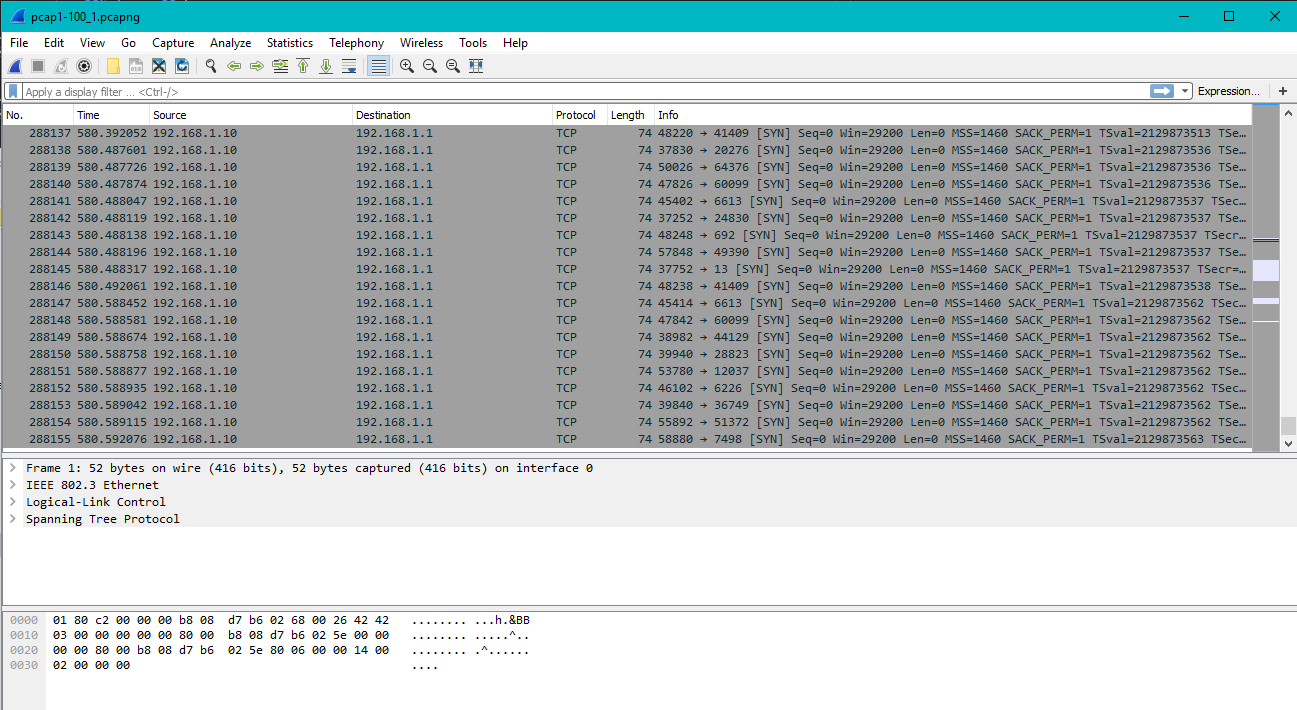 pcap1-100_1.pcapng
File Edit View Go Capture Analyze Statistics Telephony Wireless Tools Help
Apply a display filter ... <Ctrl-/> Expression... +
No. Time Source Destination Protocol Length Info
288137 580.392052 192.168.1.10 192.168.1.1 TCP 74 48220 → 41409 [SYN] Seq=0 Win=29200 Len=0 MSS=1460 SACK_PERM=1 TSval=2129873513 TSe…
288138 580.487601 192.168.1.10 192.168.1.1 TCP 74 37830 → 20276 [SYN] Seq=0 Win=29200 Len=0 MSS=1460 SACK_PERM=1 TSval=2129873536 TSe…
288139 580.487726 192.168.1.10 192.168.1.1 TCP 74 50026 → 64376 [SYN] Seq=0 Win=29200 Len=0 MSS=1460 SACK_PERM=1 TSval=2129873536 TSe…
288140 580.487874 192.168.1.10 192.168.1.1 TCP 74 47826 → 60099 [SYN] Seq=0 Win=29200 Len=0 MSS=1460 SACK_PERM=1 TSval=2129873536 TSe…
288141 580.488047 192.168.1.10 192.168.1.1 TCP 74 45402 → 6613 [SYN] Seq=0 Win=29200 Len=0 MSS=1460 SACK_PERM=1 TSval=2129873537 TSec…
288142 580.488119 192.168.1.10 192.168.1.1 TCP 74 37252 → 24830 [SYN] Seq=0 Win=29200 Len=0 MSS=1460 SACK_PERM=1 TSval=2129873537 TSe…
288143 580.488138 192.168.1.10 192.168.1.1 TCP 74 48248 → 692 [SYN] Seq=0 Win=29200 Len=0 MSS=1460 SACK_PERM=1 TSval=2129873537 TSecr…
288144 580.488196 192.168.1.10 192.168.1.1 TCP 74 57848 → 49390 [SYN] Seq=0 Win=29200 Len=0 MSS=1460 SACK_PERM=1 TSval=2129873537 TSe…
288145 580.488317 192.168.1.10 192.168.1.1 TCP 74 37752 → 13 [SYN] Seq=0 Win=29200 Len=0 MSS=1460 SACK_PERM=1 TSval=2129873537 TSecr=…
288146 580.492061 192.168.1.10 192.168.1.1 TCP 74 48238 → 41409 [SYN] Seq=0 Win=29200 Len=0 MSS=1460 SACK_PERM=1 TSval=2129873538 TSe…
288147 580.588452 192.168.1.10 192.168.1.1 TCP 74 45414 → 6613 [SYN] Seq=0 Win=29200 Len=0 MSS=1460 SACK_PERM=1 TSval=2129873562 TSec…
288148 580.588581 192.168.1.10 192.168.1.1 TCP 74 47842 → 60099 [SYN] Seq=0 Win=29200 Len=0 MSS=1460 SACK_PERM=1 TSval=2129873562 TSe…
288149 580.588674 192.168.1.10 192.168.1.1 TCP 74 38982 → 44129 [SYN] Seq=0 Win=29200 Len=0 MSS=1460 SACK_PERM=1 TSval=2129873562 TSe…
288150 580.588758 192.168.1.10 192.168.1.1 TCP 74 39940 → 28823 [SYN] Seq=0 Win=29200 Len=0 MSS=1460 SACK_PERM=1 TSval=2129873562 TSe…
288151 580.588877 192.168.1.10 192.168.1.1 TCP 74 53780 → 12037 [SYN] Seq=0 Win=29200 Len=0 MSS=1460 SACK_PERM=1 TSval=2129873562 TSe…
288152 580.588935 192.168.1.10 192.168.1.1 TCP 74 46102 → 6226 [SYN] Seq=0 Win=29200 Len=0 MSS=1460 SACK_PERM=1 TSval=2129873562 TSec…
288153 580.589042 192.168.1.10 192.168.1.1 TCP 74 39840 → 36749 [SYN] Seq=0 Win=29200 Len=0 MSS=1460 SACK_PERM=1 TSval=2129873562 TSe…
288154 580.589115 192.168.1.10 192.168.1.1 TCP 74 55892 → 51372 [SYN] Seq=0 Win=29200 Len=0 MSS=1460 SACK_PERM=1 TSval=2129873562 TSe…
288155 580.592076 192.168.1.10 192.168.1.1 TCP 74 58880 → 7498 [SYN] Seq=0 Win=29200 Len=0 MSS=1460 SACK_PERM=1 TSval=2129873563 TSec…
Frame 1: 52 bytes on wire (416 bits), 52 bytes captured (416 bits) on interface 0
IEEE 802.3 Ethernet
Logical-Link Control
Spanning Tree Protocol
0000 01 80 c2 00 00 00 b8 08 d7 b6 02 68 00 26 42 42 ........ ...h.&BB
0010 03 00 00 00 00 00 80 00 b8 08 d7 b6 02 5e 00 00 ........ .....^..
0020 00 00 80 00 b8 08 d7 b6 02 5e 80 06 00 00 14 00 ........ .^......
0030 02 00 00 00 ....